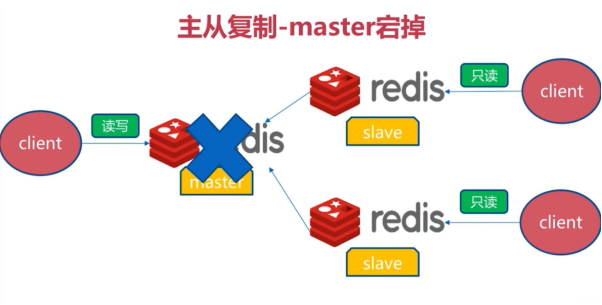 主从复制-master宕掉
client
读写
dis
master
redis
slave
只读
client
redis
slave
只读
client